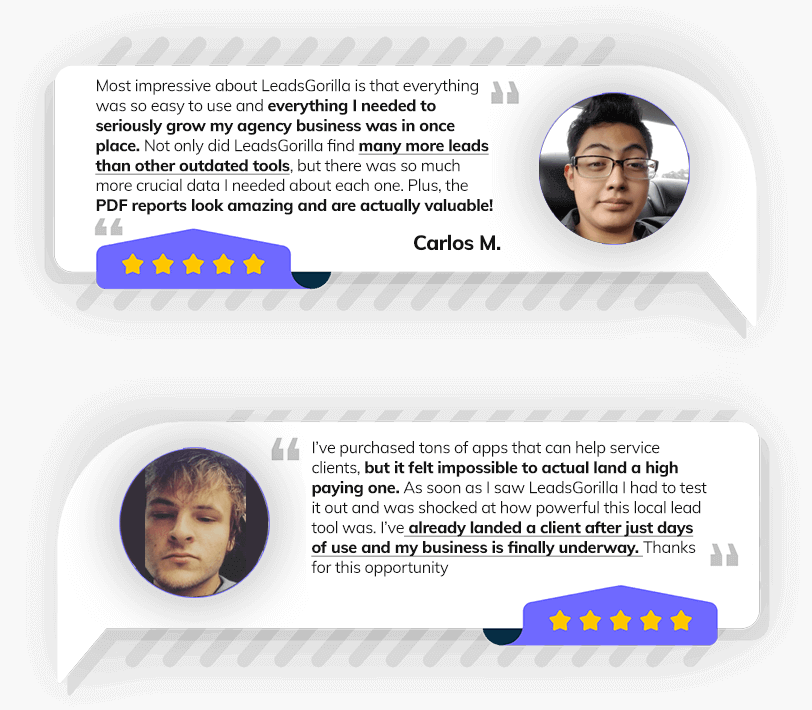 Most impressive about LeadsGorilla is that everything
was so easy to use and everything I needed to
seriously grow my agency business was in once
place. Not only did LeadsGorilla find many more leads
than other outdated tools, but there was so much
more crucial data I needed about each one. Plus, the
PDF reports look amazing and are actually valuable!
Carlos M.
I've purchased tons of apps that can help service
clients, but it felt impossible to actual land a high
paying one. As soon as I saw LeadsGorilla I had to test
it out and was shocked at how powerful this local lead
tool was. I've already landed a client after just days
of use and my business is finally underway. Thanks
for this opportunity